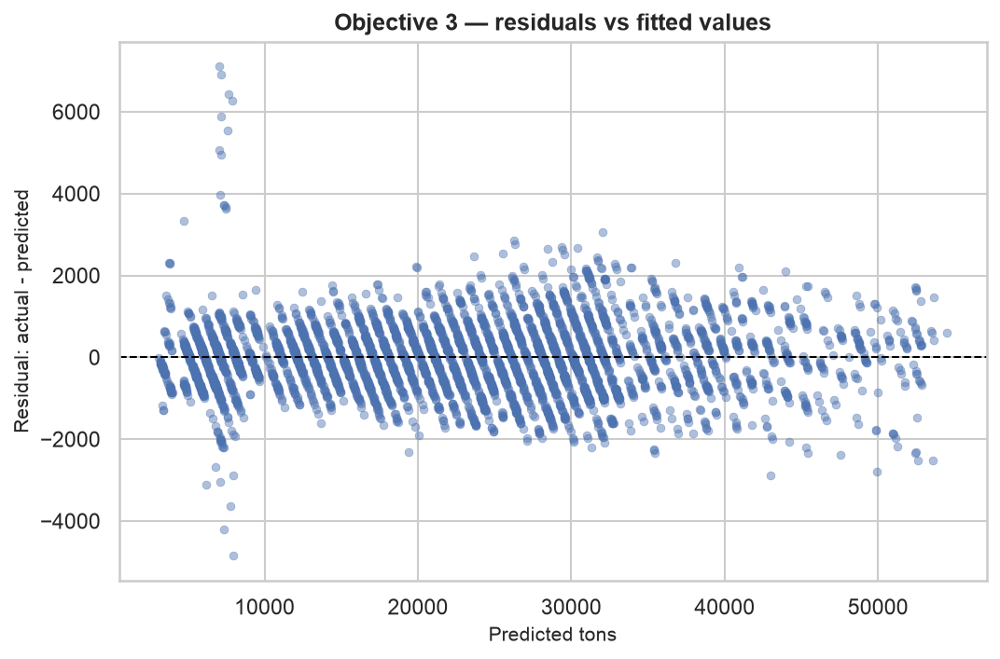 Objective 3 — residuals vs fitted values
6000
4000
2000
0
−2000
−4000
Residual: actual - predicted
10000 20000 30000 40000 50000
Predicted tons